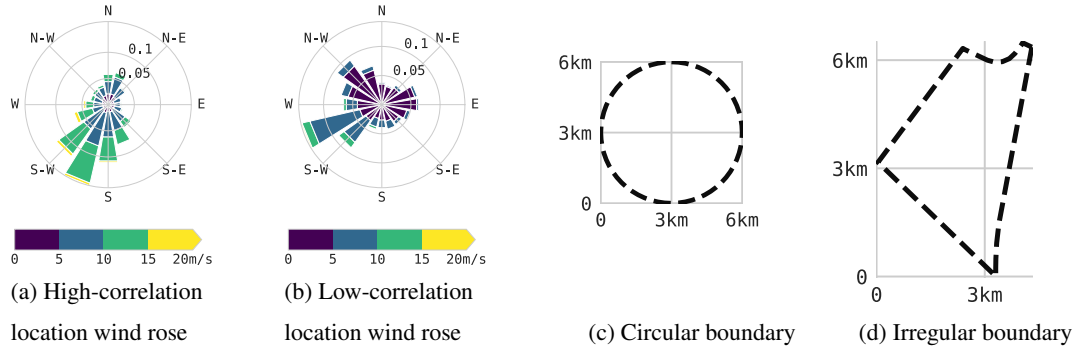 N
N-W
N-E
0.1
0.05
W
E
S-W
S-E
S
0 5 10 15 20m/s
(a) High-correlation
location wind rose
N
N-W
N-E
0.1
0.05
W
E
S-W
S-E
S
0 5 10 15 20m/s
(b) Low-correlation
location wind rose
6km
3km
0
0 3km 6km
(c) Circular boundary
6km
3km
0
0 3km
(d) Irregular boundary